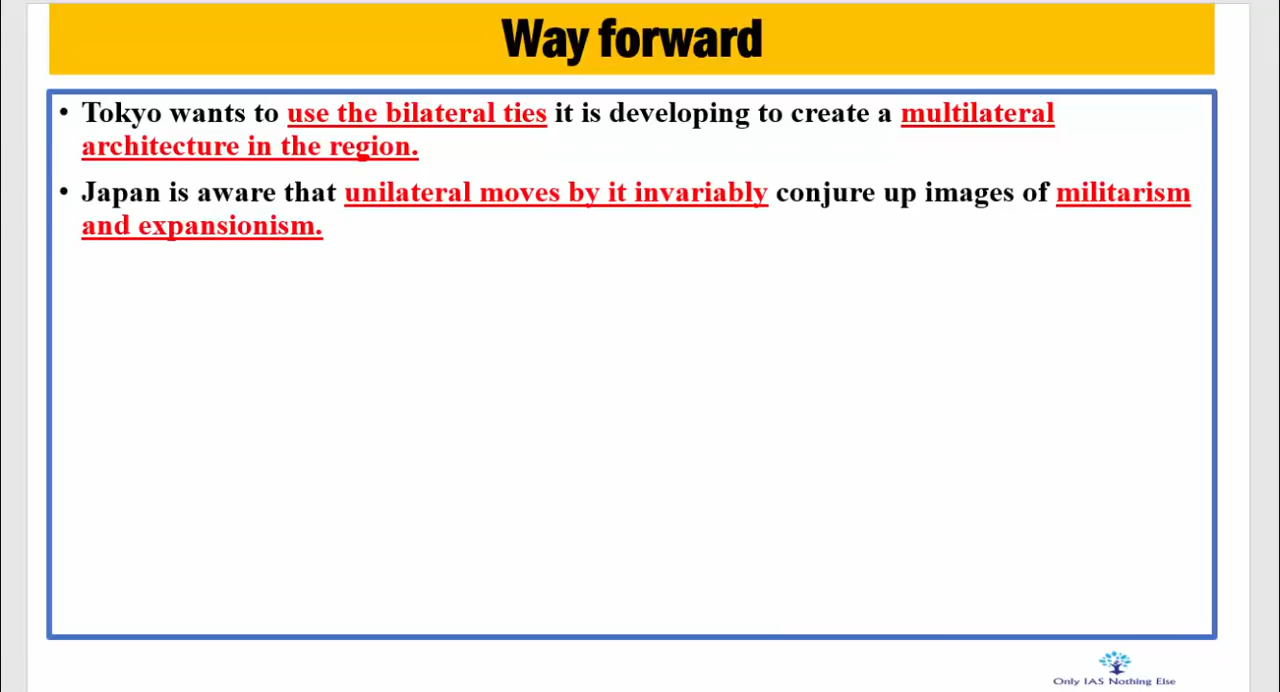 Way forward
• Tokyo wants to use the bilateral ties it is developing to create a multilateral
architecture in the region.
• Japan is aware that unilateral moves by it invariably conjure up images of militarism
and expansionism.
Only IAS Nothing Else